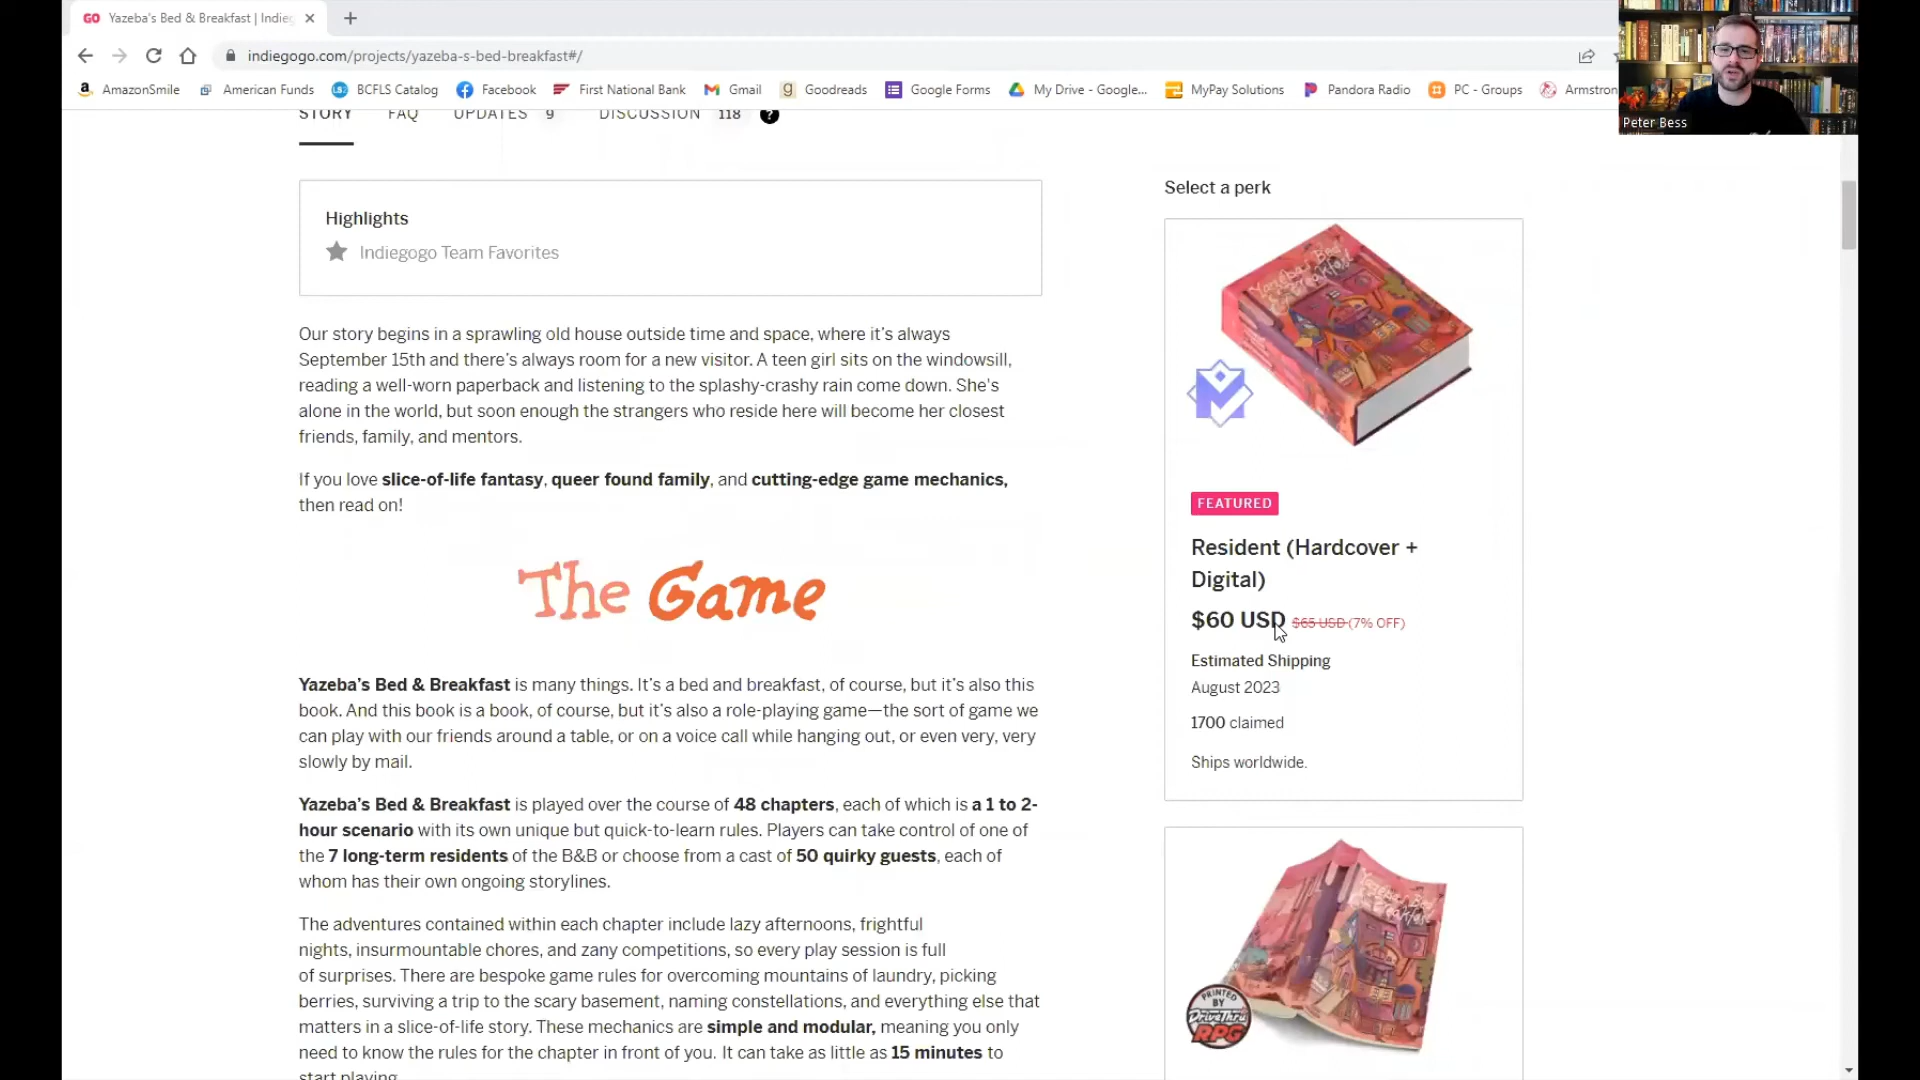 GO Yazeba's Bed & Breakfast | Indieg
indiegogo.com/projects/yazeba-s-bed-breakfast#/
AmazonSmile American Funds BCFLS Catalog Facebook First National Bank Gmail Goodreads Google Forms My Drive - Google... MyPay Solutions Pandora Radio PC - Groups Armstron
Peter Bess
STORY FAQ UPDATES 9 DISCUSSION 118 ?
Highlights
Indiegogo Team Favorites
Our story begins in a sprawling old house outside time and space, where it's always
September 15th and there's always room for a new visitor. A teen girl sits on the windowsill,
reading a well-worn paperback and listening to the splashy-crashy rain come down. She's
alone in the world, but soon enough the strangers who reside here will become her closest
friends, family, and mentors.
If you love slice-of-life fantasy, queer found family, and cutting-edge game mechanics,
then read on!
The Game
Yazeba's Bed & Breakfast is many things. It's a bed and breakfast, of course, but it's also this
book. And this book is a book, of course, but it's also a role-playing game—the sort of game we
can play with our friends around a table, or on a voice call while hanging out, or even very, very
slowly by mail.
Yazeba's Bed & Breakfast is played over the course of 48 chapters, each of which is a 1 to 2-
hour scenario with its own unique but quick-to-learn rules. Players can take control of one of
the 7 long-term residents of the B&B or choose from a cast of 50 quirky guests, each of
whom has their own ongoing storylines.
The adventures contained within each chapter include lazy afternoons, frightful
nights, insurmountable chores, and zany competitions, so every play session is full
of surprises. There are bespoke game rules for overcoming mountains of laundry, picking
berries, surviving a trip to the scary basement, naming constellations, and everything else that
matters in a slice-of-life story. These mechanics are simple and modular, meaning you only
need to know the rules for the chapter in front of you. It can take as little as 15 minutes to
start playing.
Select a perk
Yazeba's Bed
& Breakfast
FEATURED
Resident (Hardcover +
Digital)
$60 USD $65 USD (7% OFF)
Estimated Shipping
August 2023
1700 claimed
Ships worldwide.
Yazeba's Bed
& Breakfast
PRINTED
BY
DriveThru
RPG